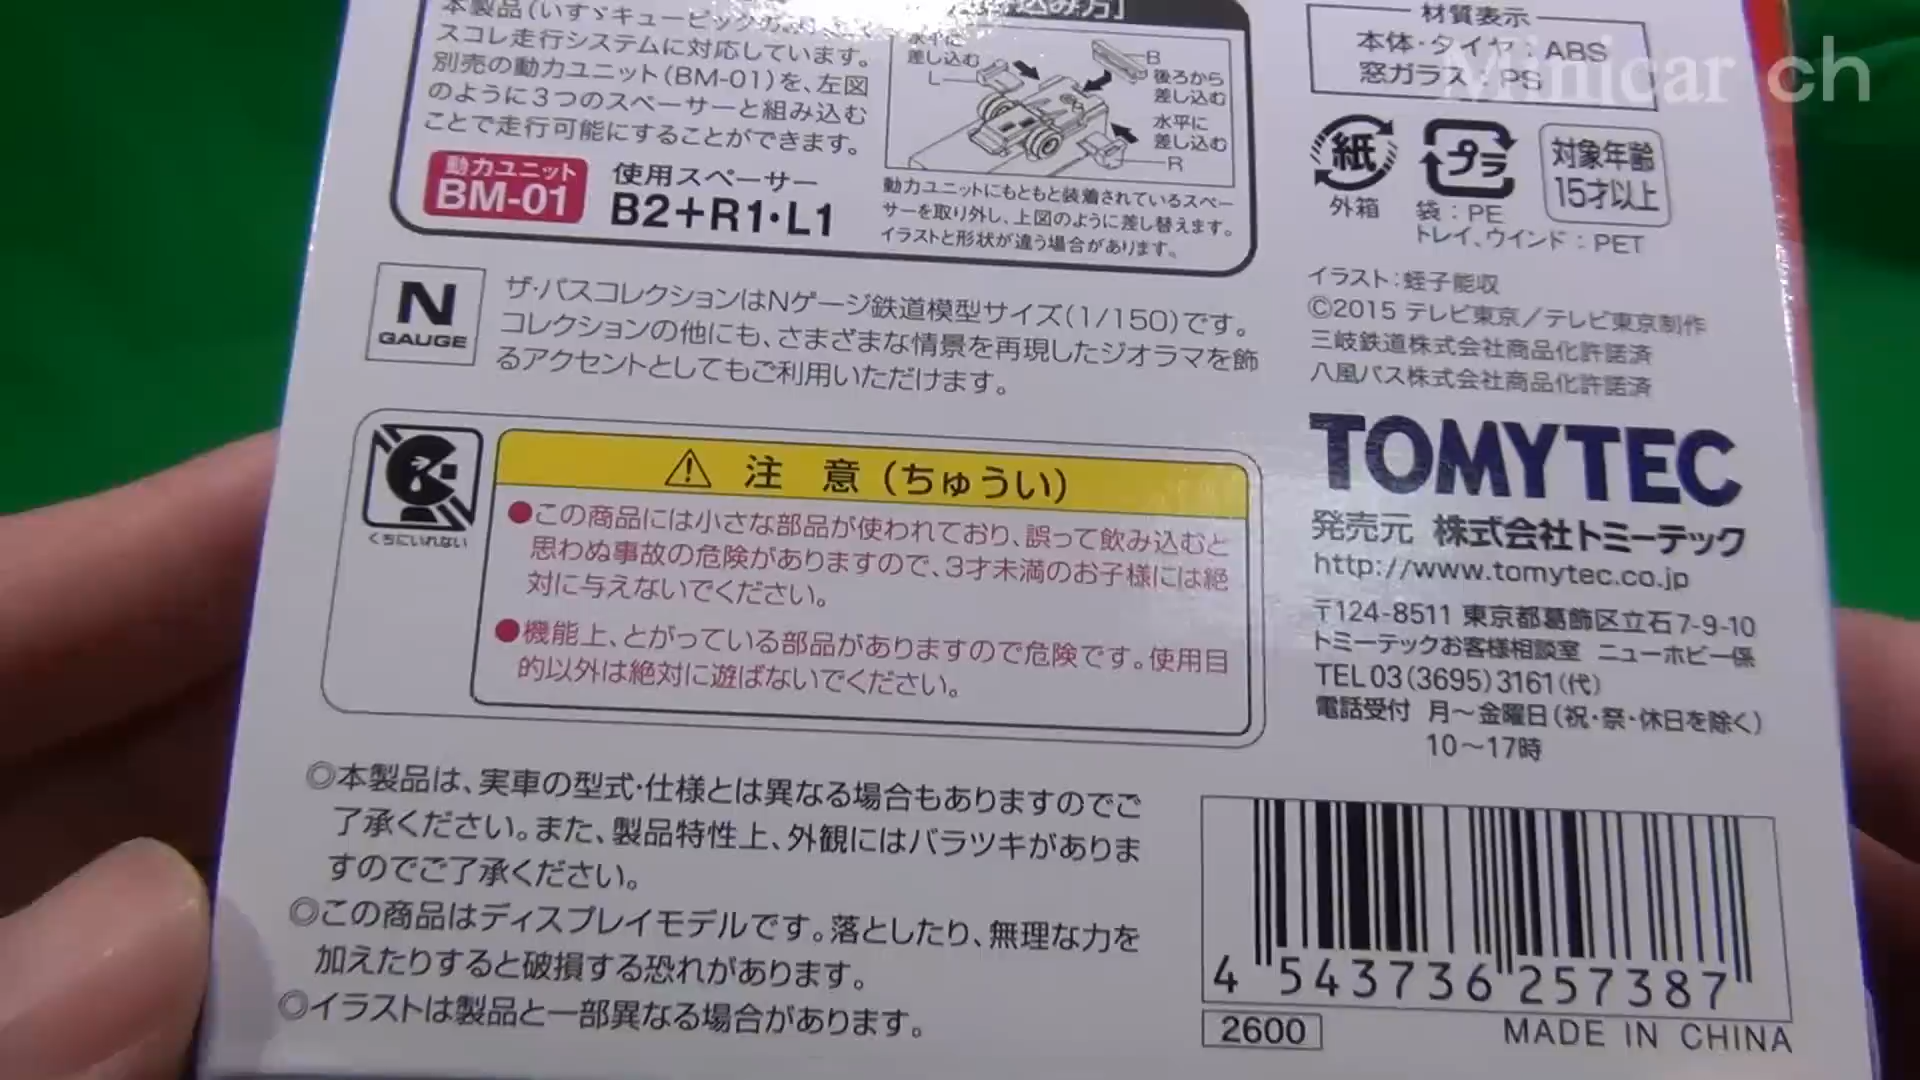 本製品(いすゞキュービック
スコレ走行システムに対応しています。
別売の動力ユニット(BM-01)を、左図
のように3つのスペーサーと組み込む
ことで走行可能にすることができます。
動力ユニット
BM-01
使用スペーサー
B2+R1・L1
込み方」
水平に
差し込む
L
B
後ろから
差し込む
水平に
差し込む
R
動力ユニットにもともと装着されているスペー
サーを取り外し、上図のように差し替えます。
イラストと形状が違う場合があります。
N
GAUGE
ザ・バスコレクションはNゲージ鉄道模型サイズ(1/150)です。
コレクションの他にも、さまざまな情景を再現したジオラマを飾
るアクセントとしてもご利用いただけます。
くちにいれない
注 意(ちゅうい)
●この商品には小さな部品が使われており、誤って飲み込むと
思わぬ事故の危険がありますので、3才未満のお子様には絶
対に与えないでください。
●機能上、とがっている部品がありますので危険です。使用目
的以外は絶対に遊ばないでください。
◎本製品は、実車の型式・仕様とは異なる場合もありますのでご
了承ください。また、製品特性上、外観にはバラツキがありま
すのでご了承ください。
◎この商品はディスプレイモデルです。落としたり、無理な力を
加えたりすると破損する恐れがあります。
◎イラストは製品と一部異なる場合があります。
材質表示
本体・タイヤ:ABS
窓ガラス:PS
Minicar ch
紙
外箱
プラ
袋:PE
トレイ、ウインド:PET
対象年齢
15才以上
イラスト:蛭子能収
©2015 テレビ東京/テレビ東京制作
三岐鉄道株式会社商品化許諾済
八風バス株式会社商品化許諾済
TOMYTEC
発売元 株式会社トミーテック
http://www.tomytec.co.jp
〒124-8511 東京都葛飾区立石7-9-10
トミーテックお客様相談室 ニューホビー係
TEL03(3695)3161(代)
電話受付 月～金曜日(祝・祭・休日を除く)
10～17時
4 543736 257387
2600
MADE IN CHINA